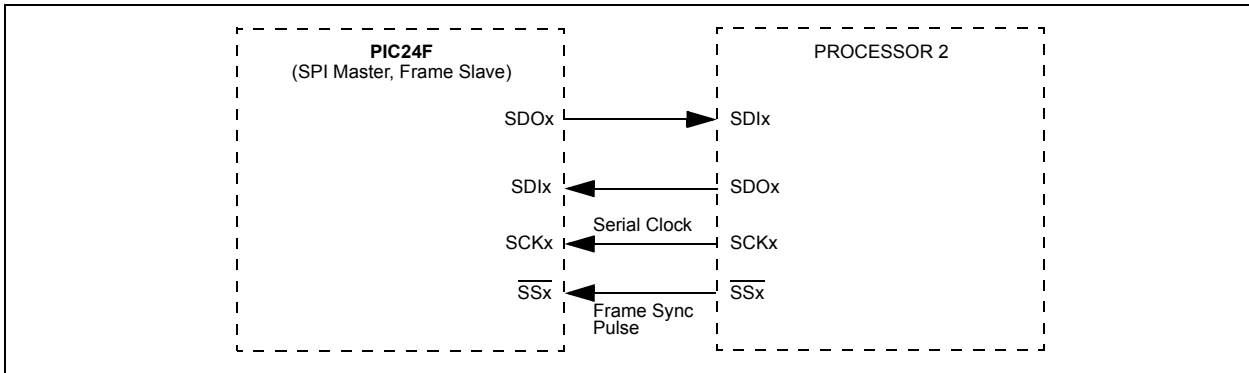 PIC24F
(SPI Master, Frame Slave)
PROCESSOR 2
SDOx
SDIx
SDIx
SDOx
Serial Clock
SCKx
SCKx
SSx
SSx
Frame Sync
Pulse